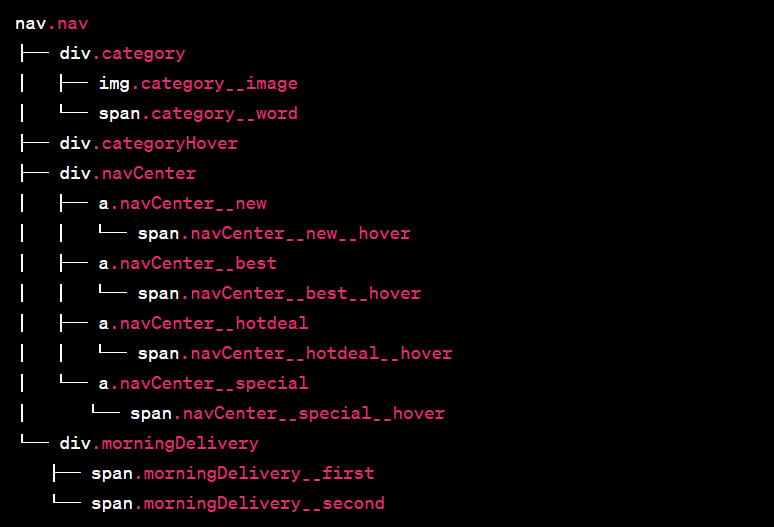 nav.nav
├── div.category
│   ├── img.category__image
│   └── span.category__word
├── div.categoryHover
├── div.navCenter
│   ├── a.navCenter__new
│   │   └── span.navCenter__new__hover
│   ├── a.navCenter__best
│   │   └── span.navCenter__best__hover
│   ├── a.navCenter__hotdeal
│   │   └── span.navCenter__hotdeal__hover
│   └── a.navCenter__special
│       └── span.navCenter__special__hover
└── div.morningDelivery
    ├── span.morningDelivery__first
    └── span.morningDelivery__second